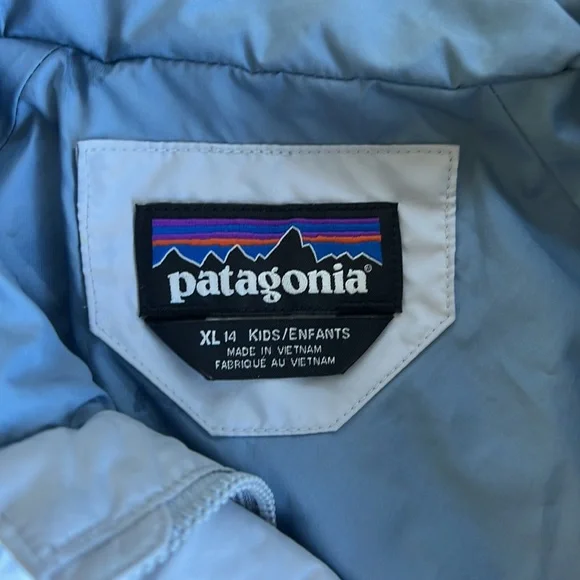 patagonia®
XL 14 KIDS/ENFANTS
MADE IN VIETNAM
FABRIQUÉ AU VIETNAM